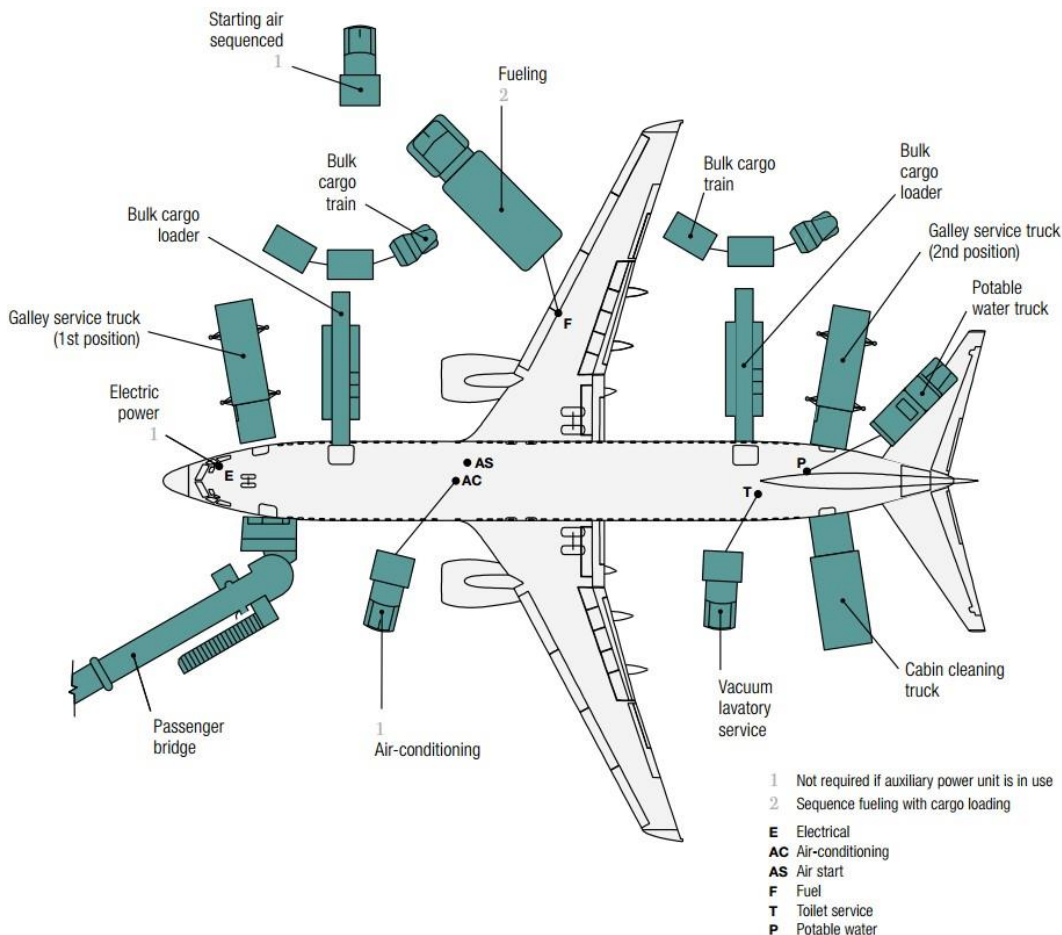 Starting air
sequenced
1
Fueling
2
Bulk
cargo
train
Bulk cargo
loader
Bulk cargo
train
Bulk
cargo
loader
Galley service truck
(2nd position)
Potable
water truck
Galley service truck
(1st position)
Electric
power
1
F
E
AS
AC
P
T
Passenger
bridge
1
Air-conditioning
Vacuum
lavatory
service
Cabin cleaning
truck
1 Not required if auxiliary power unit is in use
2 Sequence fueling with cargo loading
E Electrical
AC Air-conditioning
AS Air start
F Fuel
T Toilet service
P Potable water